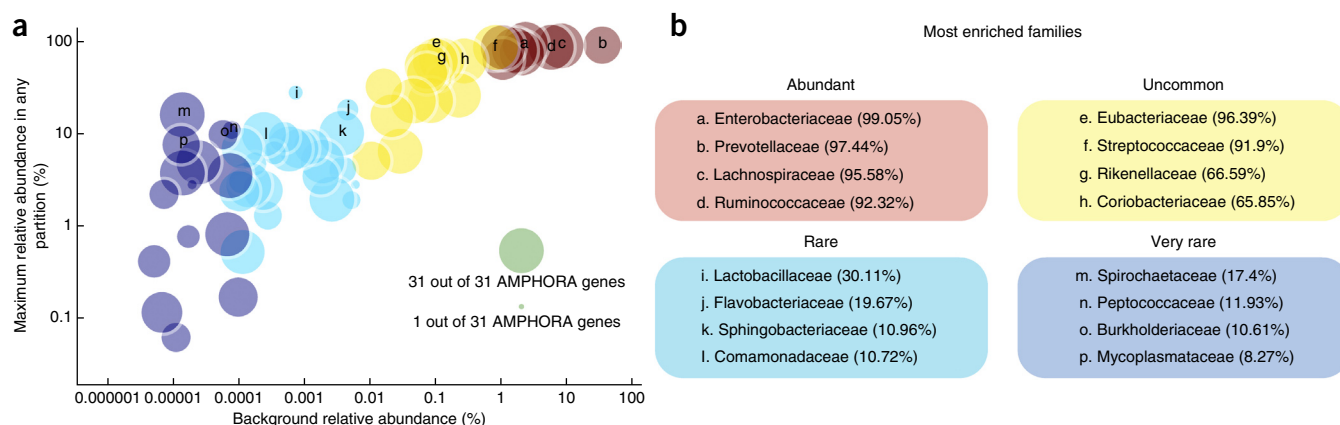 a
Maximum relative abundance in any
partition (%)
100
10
1
0.1
0.000001
0.00001
0.0001
0.001
0.01
0.1
1
10
100
Background relative abundance (%)
e
g
h
f
a
d
c
b
i
j
k
l
m
o
n
p
31 out of 31 AMPHORA genes
1 out of 31 AMPHORA genes
b
Most enriched families
Abundant
a. Enterobacteriaceae (99.05%)
b. Prevotellaceae (97.44%)
c. Lachnospiraceae (95.58%)
d. Ruminococcaceae (92.32%)
Uncommon
e. Eubacteriaceae (96.39%)
f. Streptococcaceae (91.9%)
g. Rikenellaceae (66.59%)
h. Coriobacteriaceae (65.85%)
Rare
i. Lactobacillaceae (30.11%)
j. Flavobacteriaceae (19.67%)
k. Sphingobacteriaceae (10.96%)
l. Comamonadaceae (10.72%)
Very rare
m. Spirochaetaceae (17.4%)
n. Peptococcaceae (11.93%)
o. Burkholderiaceae (10.61%)
p. Mycoplasmataceae (8.27%)